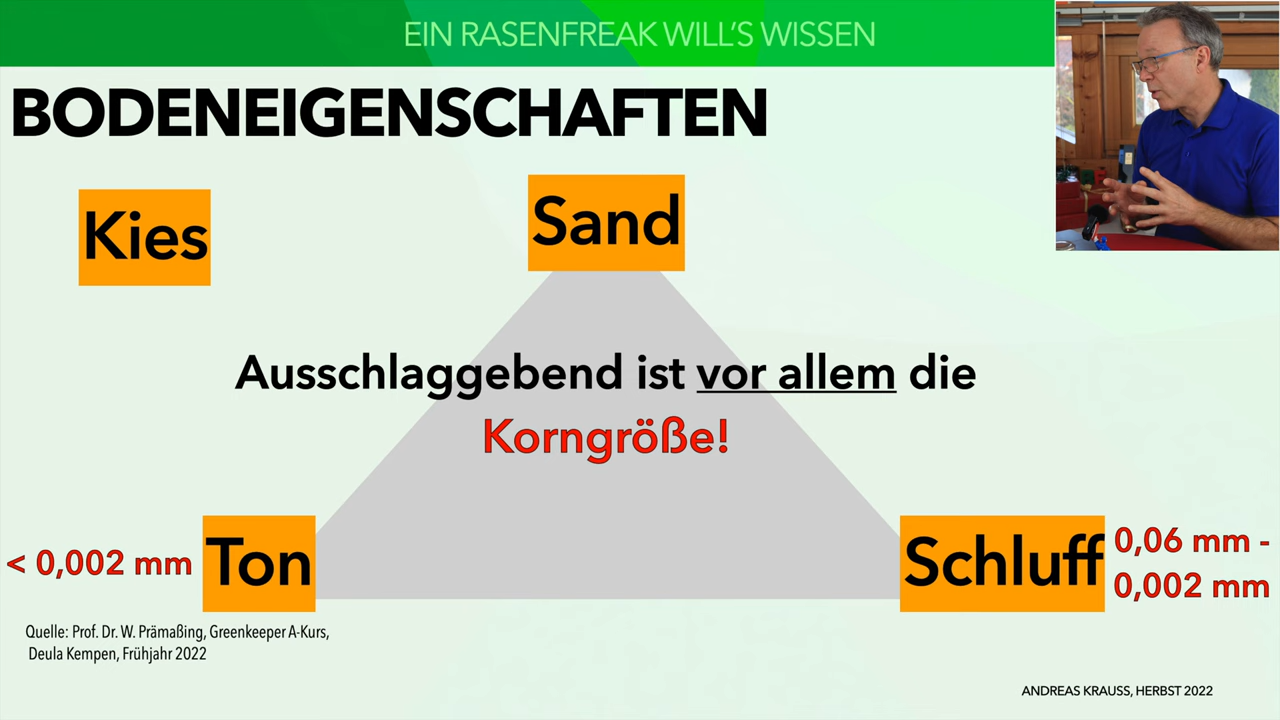 EIN RASENFREAK WILL'S WISSEN
BODENEIGENSCHAFTEN
Kies
Sand
Ausschlaggebend ist vor allem die
Korngröße!
< 0,002 mm
Ton
Schluff
0,06 mm -
0,002 mm
Quelle: Prof. Dr. W. Prämaßing, Greenkeeper A-Kurs,
Deula Kempen, Frühjahr 2022
ANDREAS KRAUSS, HERBST 2022